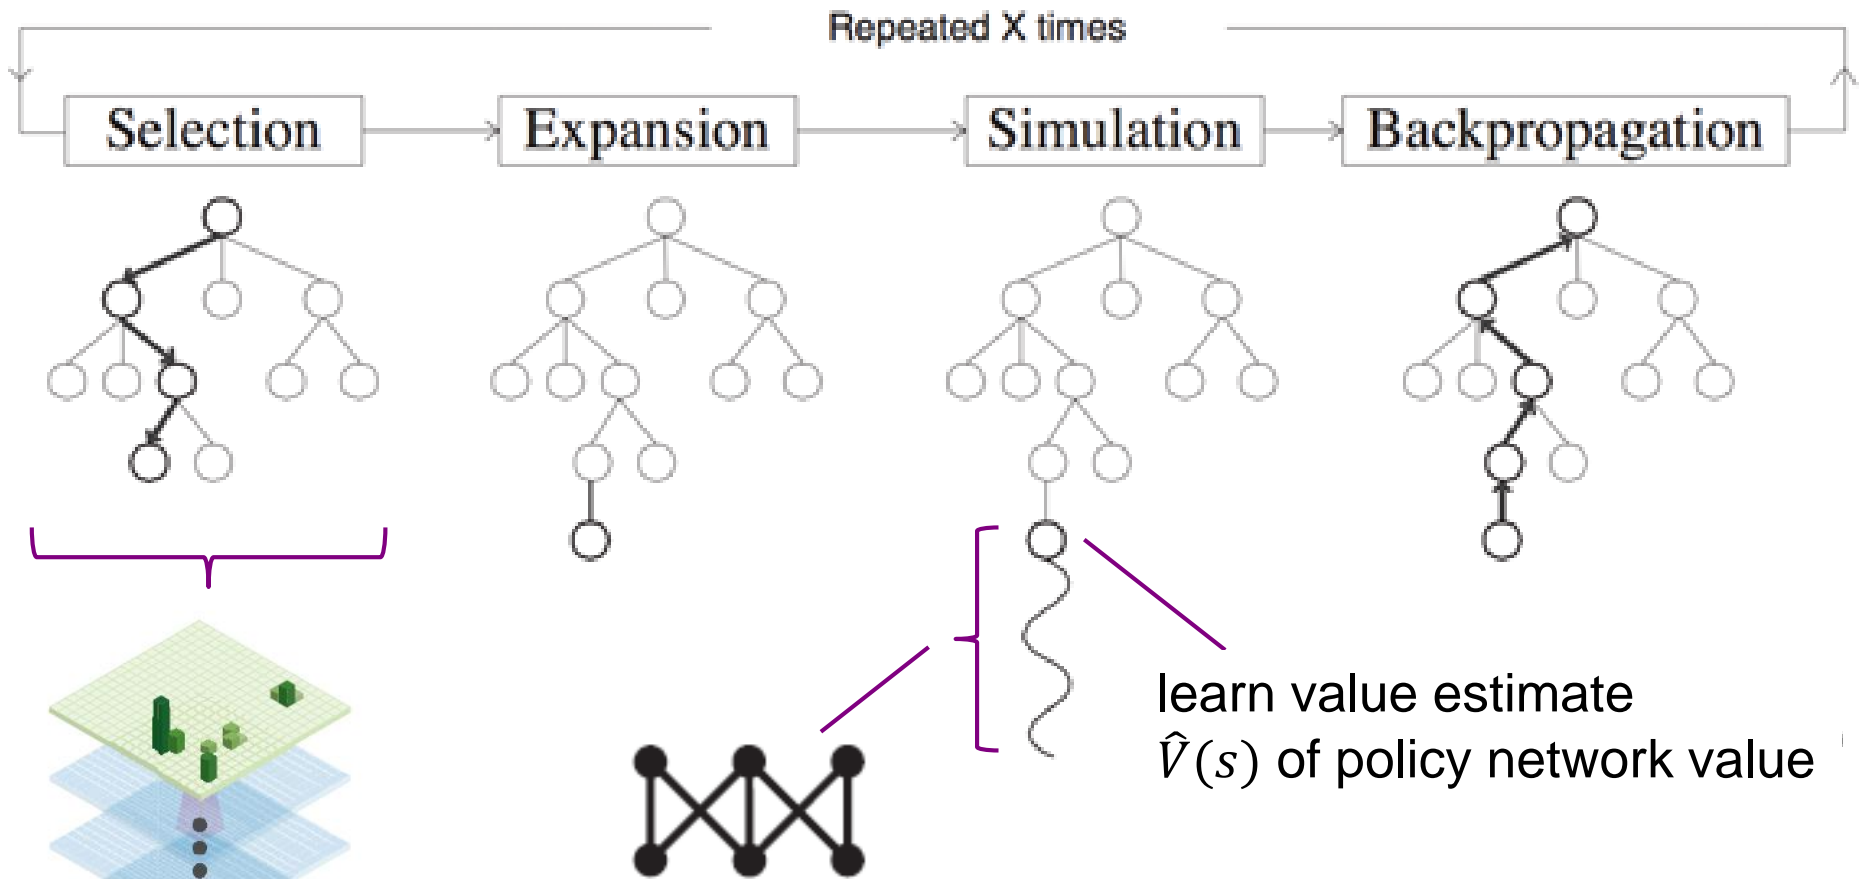 Repeated X times
Selection
Expansion
Simulation
Backpropagation
learn value estimate
V̂(s) of policy network value